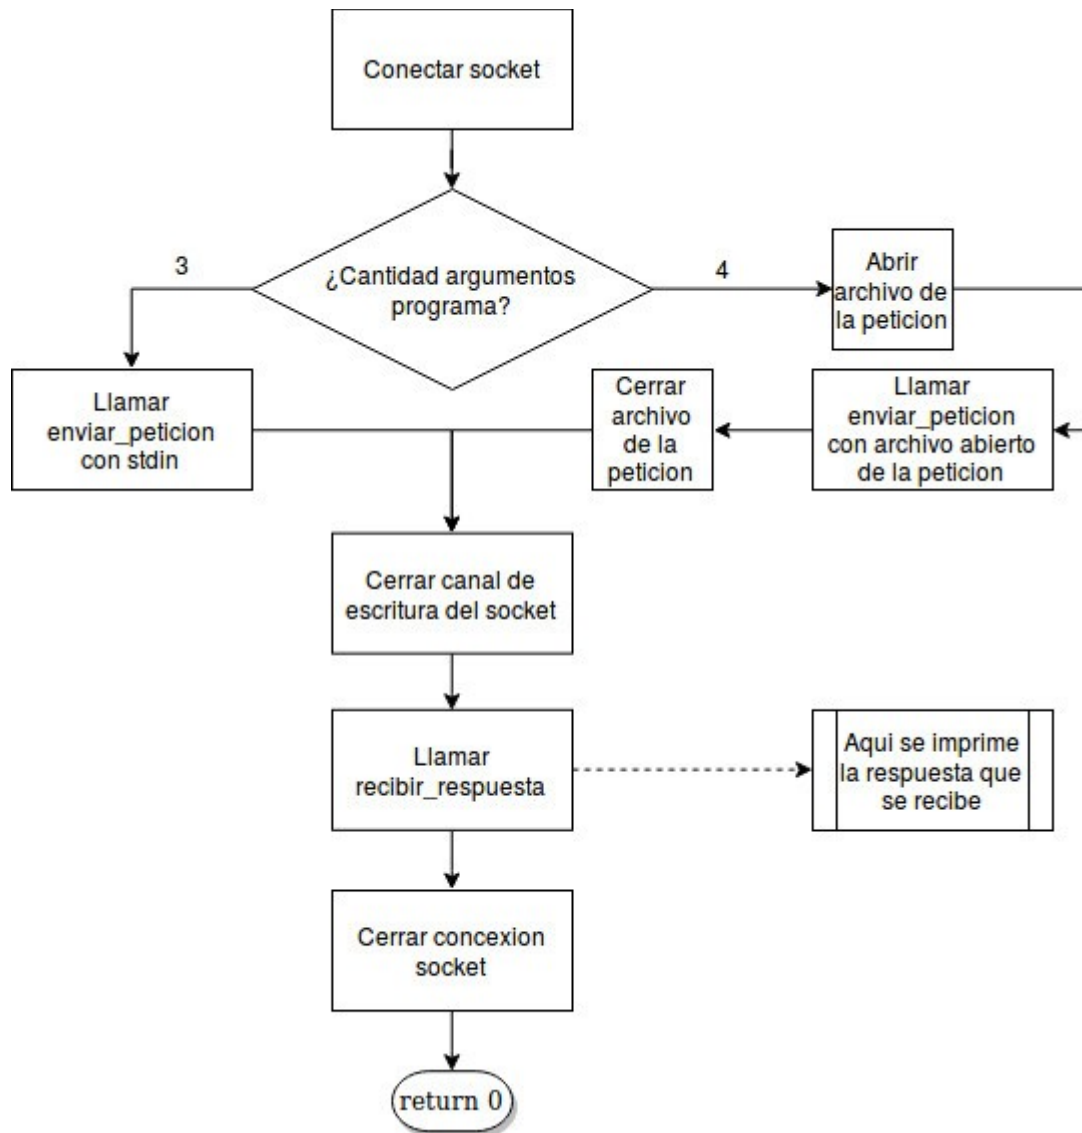 Conectar socket
¿Cantidad argumentos
programa?
3
4
Abrir
archivo de
la peticion
Llamar
enviar_peticion
con stdin
Cerrar
archivo
de la
peticion
Llamar
enviar_peticion
con archivo abierto
de la peticion
Cerrar canal de
escritura del socket
Llamar
recibir_respuesta
Aqui se imprime
la respuesta que
se recibe
Cerrar concexion
socket
return 0